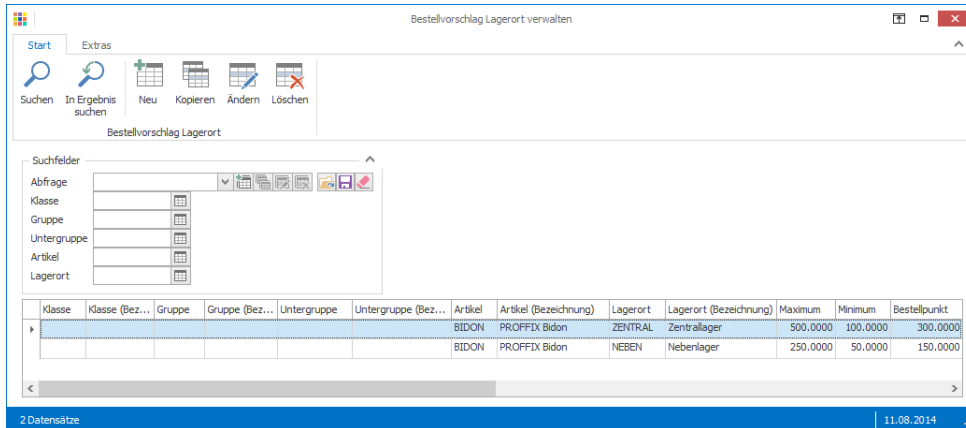 Bestellvorschlag Lagerort verwalten
Start Extras
Suchen In Ergebnis suchen Neu Kopieren Ändern Löschen
Bestellvorschlag Lagerort
Suchfelder
Abfrage
Klasse
Gruppe
Untergruppe
Artikel
Lagerort
Klasse Klasse (Bez... Gruppe Gruppe (Bez... Untergruppe Untergruppe (Bez... Artikel Artikel (Bezeichnung) Lagerort Lagerort (Bezeichnung) Maximum Minimum Bestellpunkt
BIDON PROFFIX Bidon ZENTRAL Zentrallager 500.0000 100.0000 300.0000
BIDON PROFFIX Bidon NEBEN Nebenlager 250.0000 50.0000 150.0000
2 Datensätze 11.08.2014